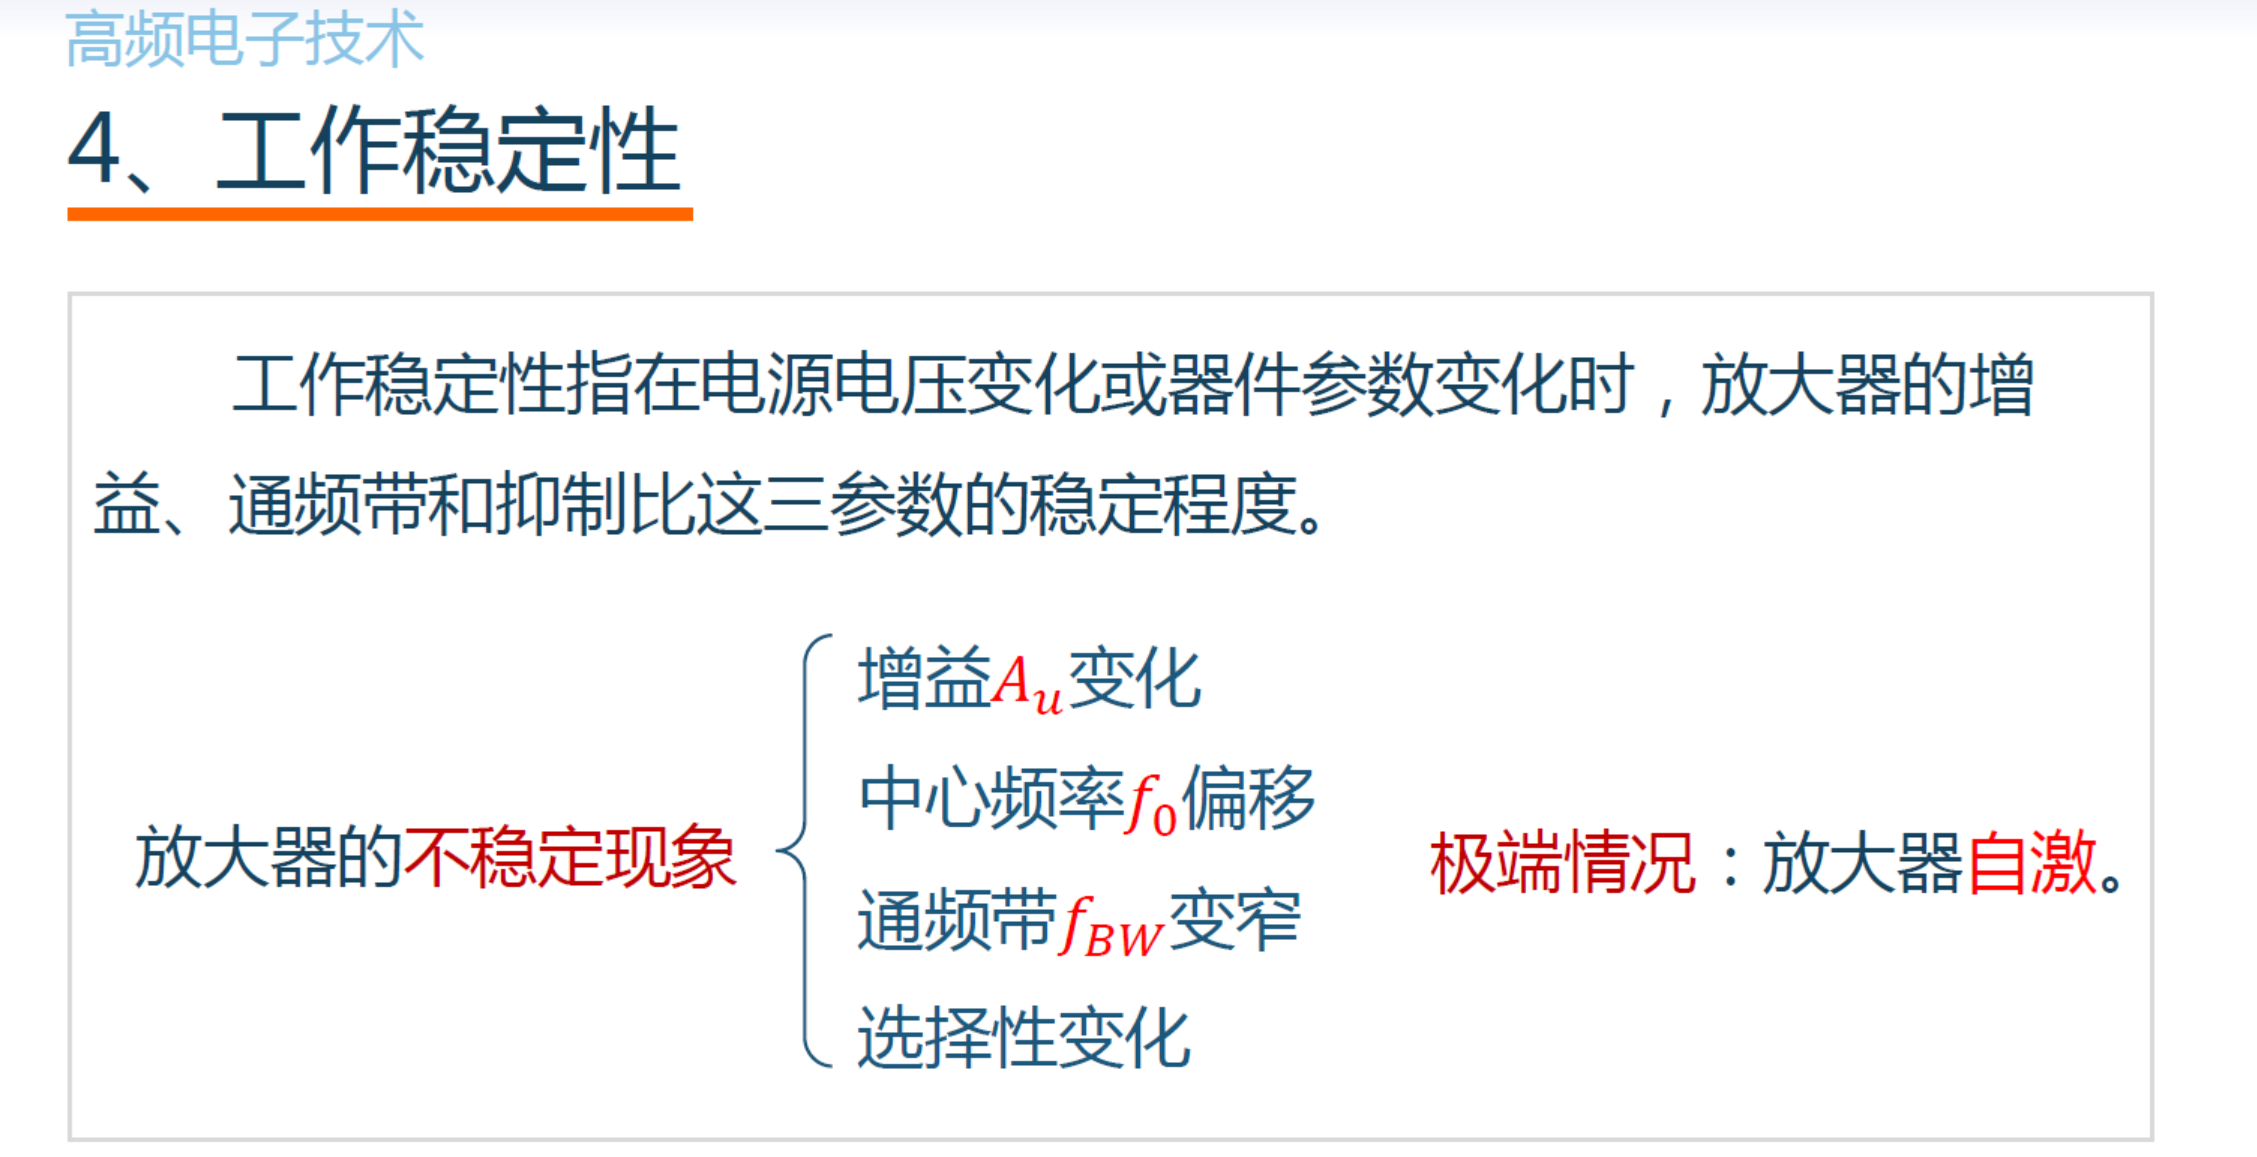 高频电子技术
4、工作稳定性
工作稳定性指在电源电压变化或器件参数变化时，放大器的增
益、通频带和抑制比这三参数的稳定程度。
放大器的不稳定现象
增益A_u变化
中心频率f_0偏移
通频带f_BW变窄
选择性变化
极端情况：放大器自激。